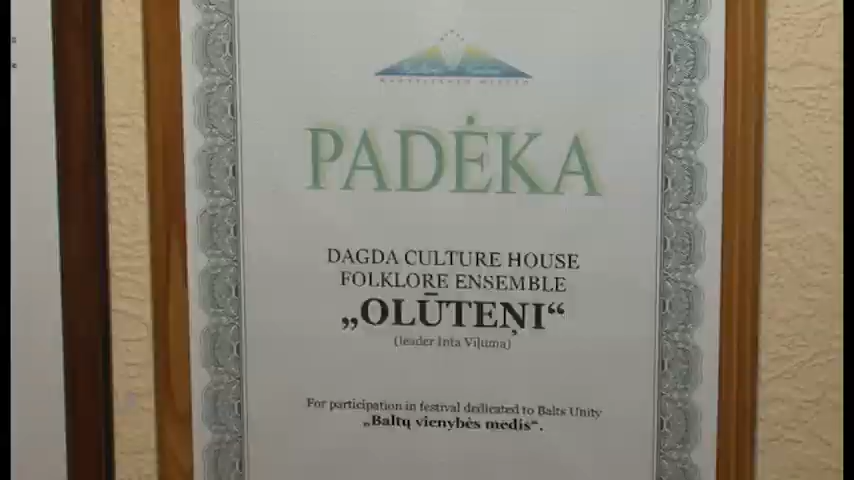 PADĖKA
DAGDA CULTURE HOUSE
FOLKLORE ENSEMBLE
„OLŪTEŅI“
(leader Inta Viļuma)
For participation in festival dedicated to Balts Unity
„Baltų vienybės medis“.